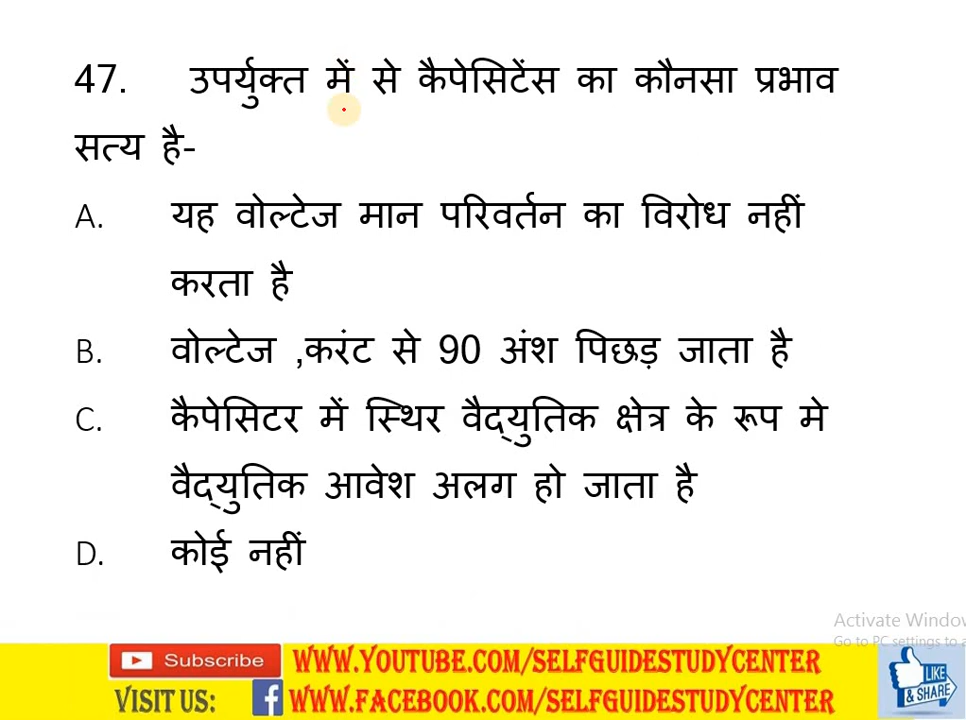 47. उपर्युक्त में से कैपेसिटेंस का कौनसा प्रभाव
सत्य है-
A. यह वोल्टेज मान परिवर्तन का विरोध नहीं
करता है
B. वोल्टेज ,करंट से 90 अंश पिछड़ जाता है
C. कैपेसिटर में स्थिर वैद्युतिक क्षेत्र के रूप मे
वैद्युतिक आवेश अलग हो जाता है
D. कोई नहीं
Activate Windo
Go to PC settings to a
Subscribe WWW.YOUTUBE.COM/SELFGUIDESTUDYCENTER
VISIT US: f WWW.FACEBOOK.COM/SELFGUIDESTUDYCENTER
LIKE
& SHARE